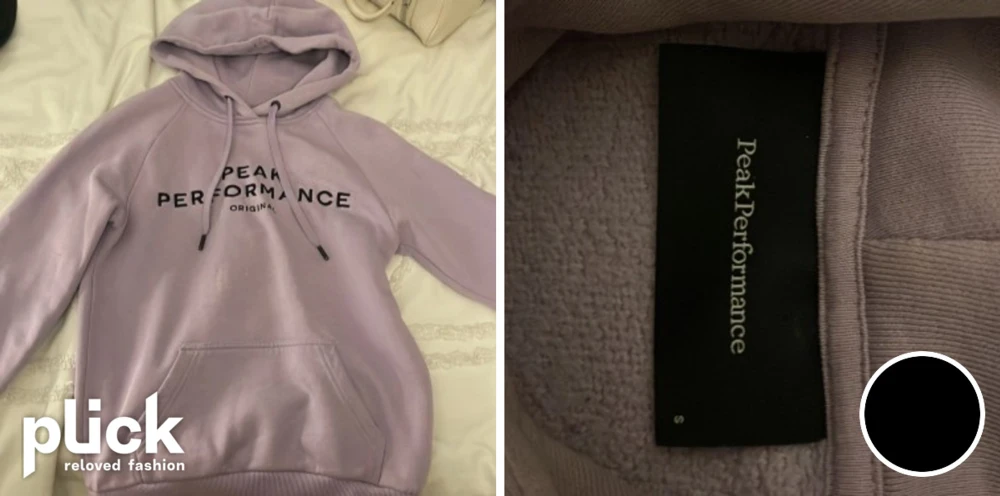 PEAK
PERFORMANCE
ORIGINAL
plick
reloved fashion
PeakPerformance
S